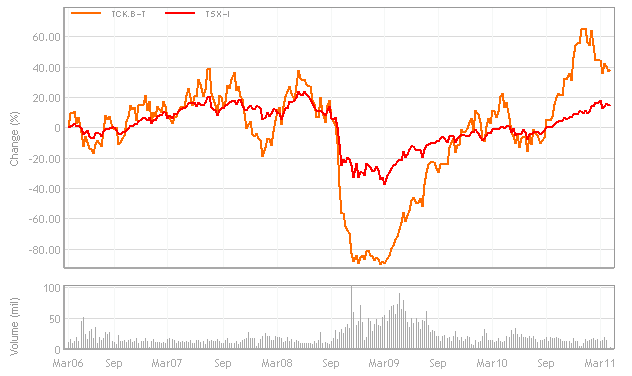 TCK.B-T TSX-I
60.00
40.00
20.00
0.00
-20.00
-40.00
-60.00
-80.00
Change (%)
100
50
0
Volume (mil)
Mar06 Sep Mar07 Sep Mar08 Sep Mar09 Sep Mar10 Sep Mar11